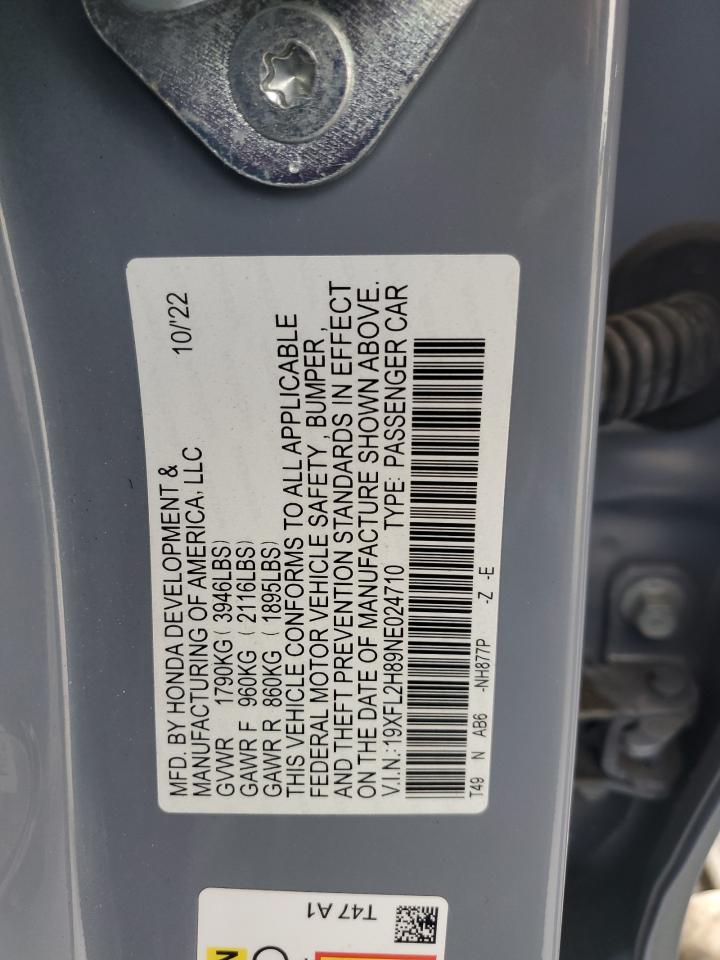 MFD. BY HONDA DEVELOPMENT & 10/'22
MANUFACTURING OF AMERICA, LLC
GVWR 1790KG ( 3946LBS)
GAWR F 960KG ( 2116LBS)
GAWR R 860KG ( 1895LBS)
THIS VEHICLE CONFORMS TO ALL APPLICABLE
FEDERAL MOTOR VEHICLE SAFETY, BUMPER,
AND THEFT PREVENTION STANDARDS IN EFFECT
ON THE DATE OF MANUFACTURE SHOWN ABOVE.
V.I.N.:19XFL2H89NE024710 TYPE: PASSENGER CAR
T49 N AB6 -NH877P -Z -E
T47 A1